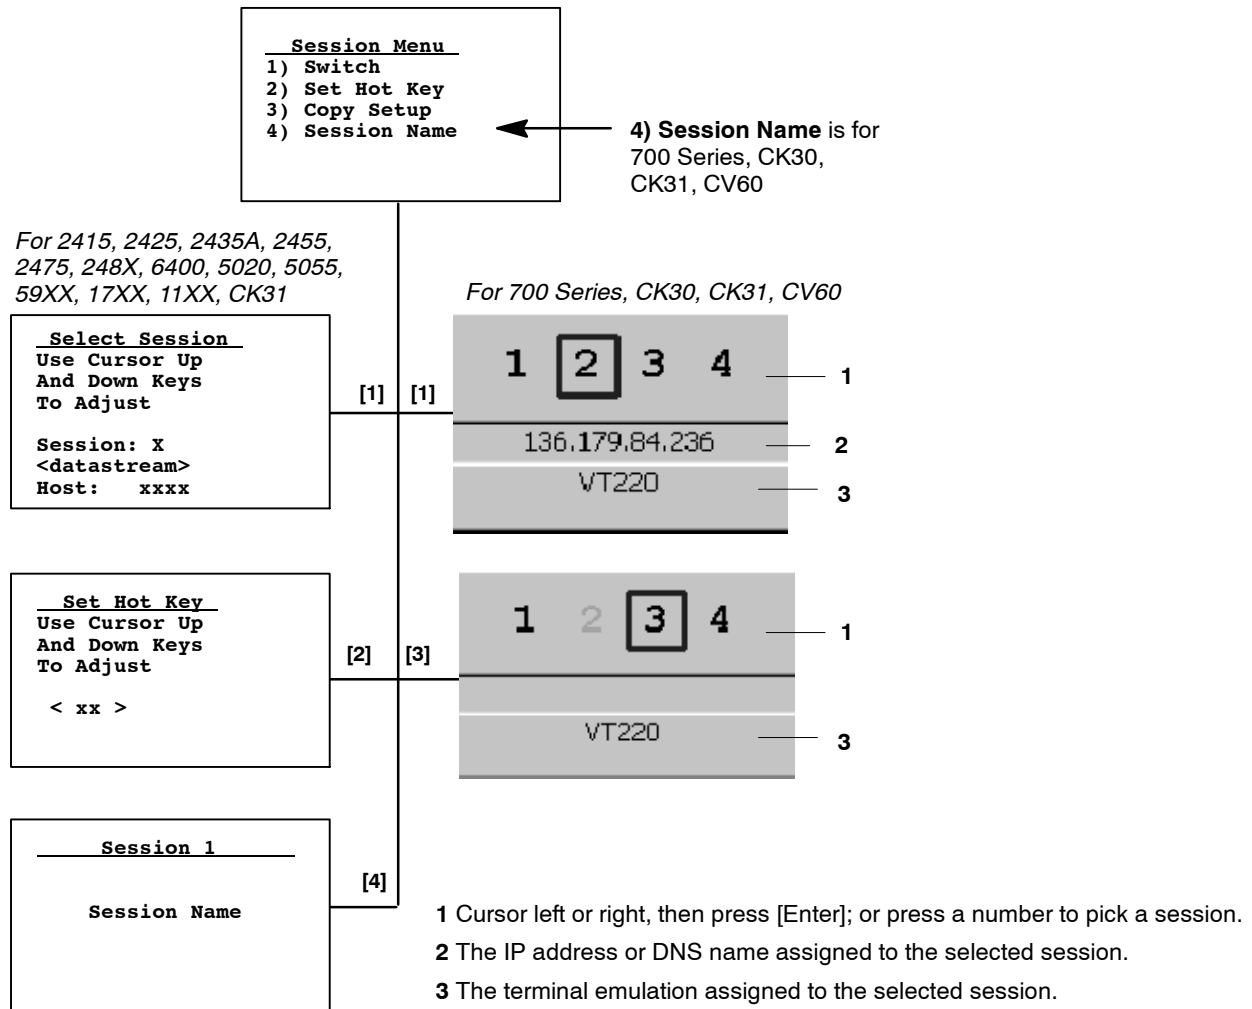 Session Menu
1) Switch
2) Set Hot Key
3) Copy Setup
4) Session Name
4) Session Name is for
700 Series, CK30,
CK31, CV60
For 2415, 2425, 2435A, 2455,
2475, 248X, 6400, 5020, 5055,
59XX, 17XX, 11XX, CK31
Select Session
Use Cursor Up
And Down Keys
To Adjust
Session: X
<datastream>
Host: xxxx
[1] [1]
For 700 Series, CK30, CK31, CV60
1 2 3 4
1
136.179.84.236
2
VT220
3
Set Hot Key
Use Cursor Up
And Down Keys
To Adjust
< xx >
[2] [3]
1 2 3 4
1
VT220
3
Session 1
Session Name
[4]
1 Cursor left or right, then press [Enter]; or press a number to pick a session.
2 The IP address or DNS name assigned to the selected session.
3 The terminal emulation assigned to the selected session.